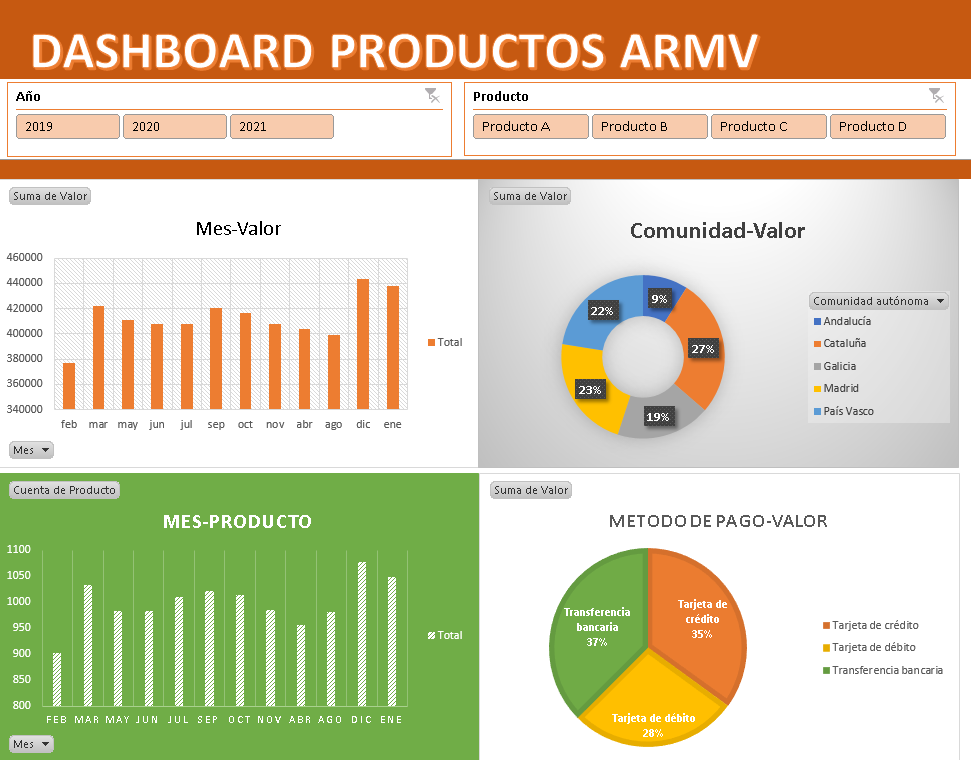 DASHBOARD PRODUCTOS ARMV
Año
2019 2020 2021
Producto
Producto A Producto B Producto C Producto D
Suma de Valor
Mes-Valor
460000
440000
420000
400000
380000
360000
340000
feb mar may jun jul sep oct nov abr ago dic ene
Total
Mes
Suma de Valor
Comunidad-Valor
9%
27%
19%
23%
22%
Comunidad autónoma
Andalucía
Cataluña
Galicia
Madrid
País Vasco
Cuenta de Producto
MES-PRODUCTO
1100
1050
1000
950
900
850
800
FEB MAR MAY JUN JUL SEP OCT NOV ABR AGO DIC ENE
Total
Mes
Suma de Valor
METODO DE PAGO-VALOR
Tarjeta de
crédito
35%
Tarjeta de débito
28%
Transferencia
bancaria
37%
Tarjeta de crédito
Tarjeta de débito
Transferencia bancaria